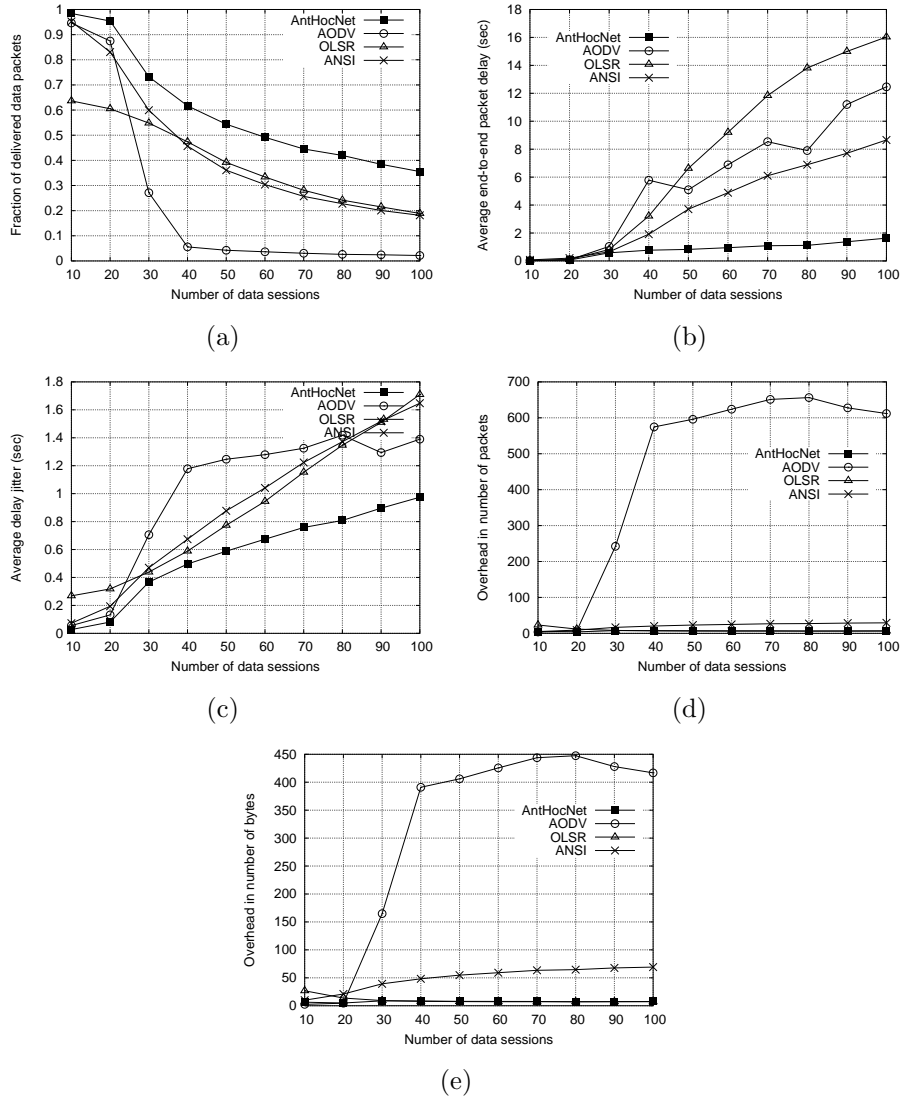 1
0.9
0.8
0.7
0.6
0.5
0.4
0.3
0.2
0.1
0
Fraction of delivered data packets
AntHocNet
AODV
OLSR
ANSI
10 20 30 40 50 60 70 80 90 100
Number of data sessions
(a)
18
16
14
12
10
8
6
4
2
0
Average end-to-end packet delay (sec)
AntHocNet
AODV
OLSR
ANSI
10 20 30 40 50 60 70 80 90 100
Number of data sessions
(b)
1.8
1.6
1.4
1.2
1
0.8
0.6
0.4
0.2
0
Average delay jitter (sec)
AntHocNet
AODV
OLSR
ANSI
10 20 30 40 50 60 70 80 90 100
Number of data sessions
(c)
700
600
500
400
300
200
100
0
Overhead in number of packets
AntHocNet
AODV
OLSR
ANSI
10 20 30 40 50 60 70 80 90 100
Number of data sessions
(d)
450
400
350
300
250
200
150
100
50
0
Overhead in number of bytes
AntHocNet
AODV
OLSR
ANSI
10 20 30 40 50 60 70 80 90 100
Number of data sessions
(e)